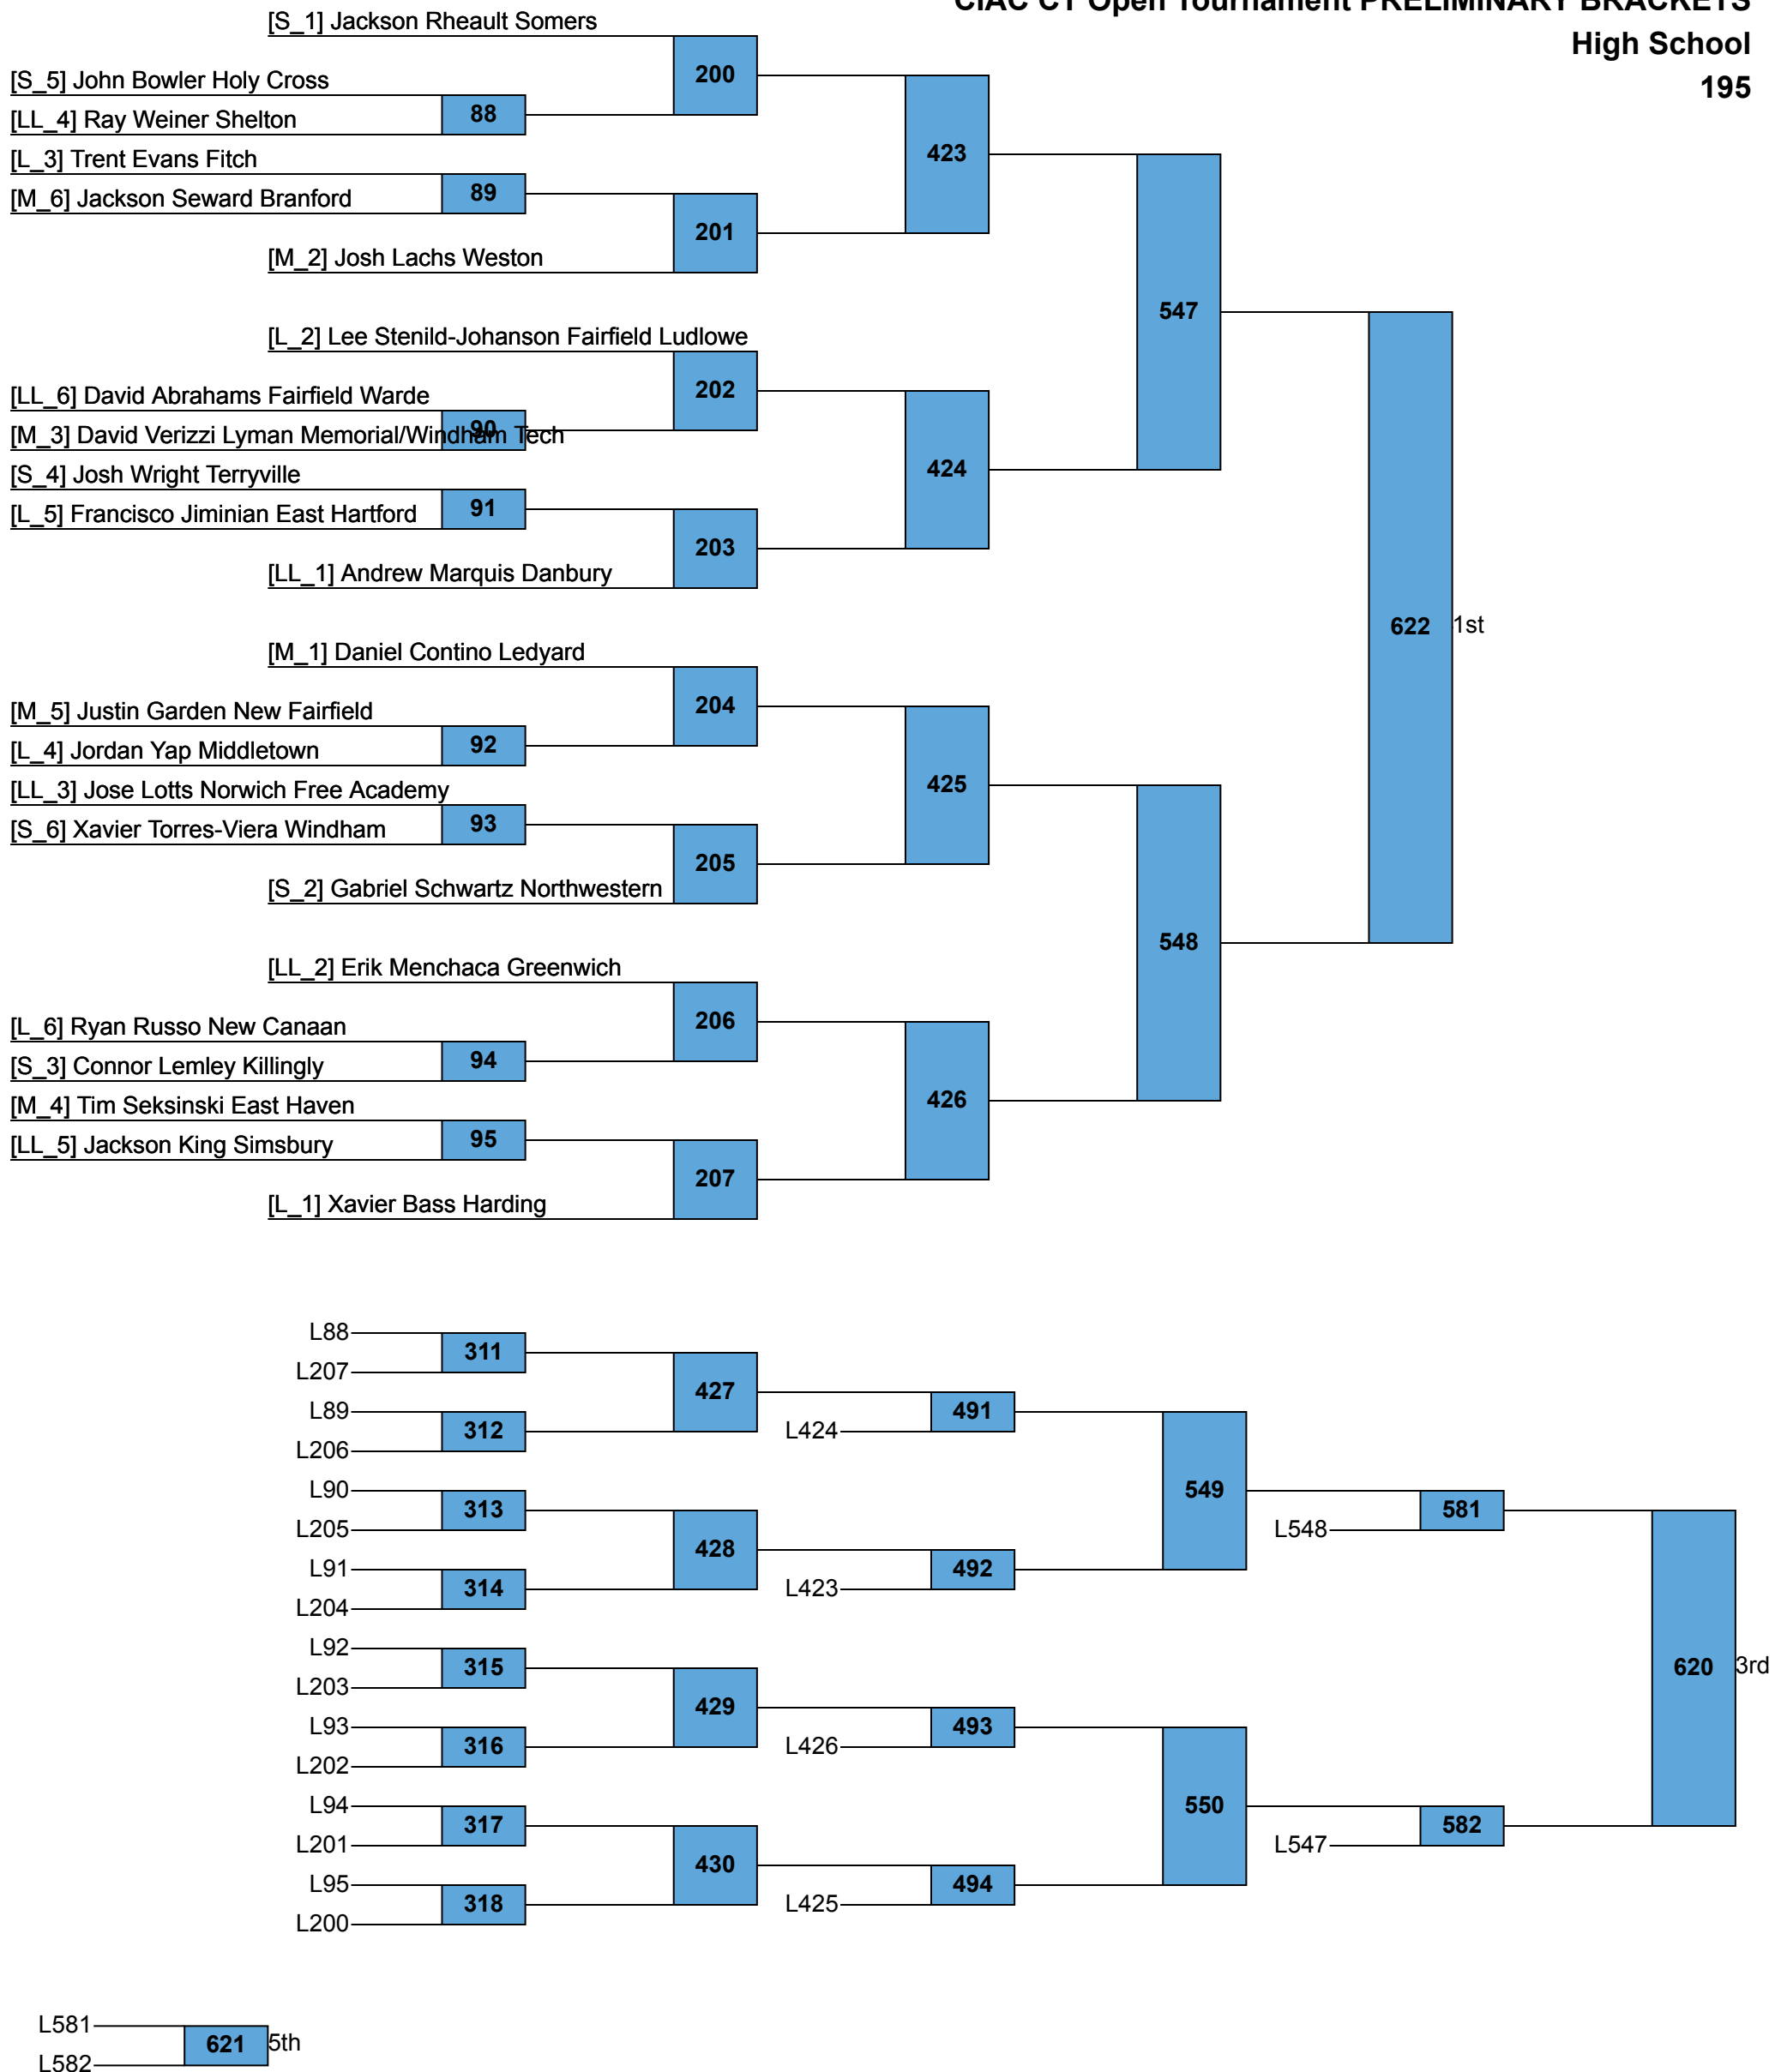 CIAC CT Open Tournament PRELIMINARY BRACKETS
High School
195
[S_1] Jackson Rheault Somers
200
[S_5] John Bowler Holy Cross
88
[LL_4] Ray Weiner Shelton
423
[L_3] Trent Evans Fitch
89
[M_6] Jackson Seward Branford
201
[M_2] Josh Lachs Weston
547
[L_2] Lee Stenild-Johanson Fairfield Ludlowe
202
[LL_6] David Abrahams Fairfield Warde
90
[M_3] David Verizzi Lyman Memorial/Windham Tech
424
[S_4] Josh Wright Terryville
91
[L_5] Francisco Jiminian East Hartford
203
[LL_1] Andrew Marquis Danbury
622 1st
[M_1] Daniel Contino Ledyard
204
[M_5] Justin Garden New Fairfield
92
[L_4] Jordan Yap Middletown
425
[LL_3] Jose Lotts Norwich Free Academy
93
[S_6] Xavier Torres-Viera Windham
205
[S_2] Gabriel Schwartz Northwestern
548
[LL_2] Erik Menchaca Greenwich
206
[L_6] Ryan Russo New Canaan
94
[S_3] Connor Lemley Killingly
426
[M_4] Tim Seksinski East Haven
95
[LL_5] Jackson King Simsbury
207
[L_1] Xavier Bass Harding
L88
311
L207
427
L89
491
312
L424
L206
L90
549
313
581
L205
L548
428
L91
492
314
L423
L204
L92
315
620 3rd
L203
429
L93
493
316
L426
L202
L94
550
317
582
L201
L547
430
L95
494
318
L425
L200
L581
621 5th
L582